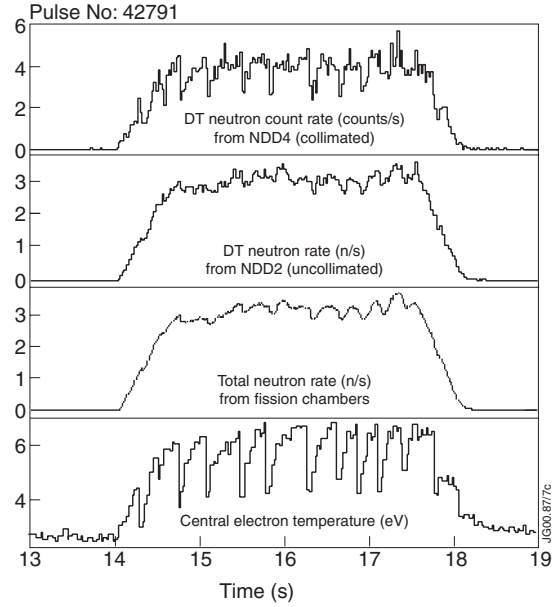 Pulse No: 42791
6
4
2
0
DT neutron count rate (counts/s)
from NDD4 (collimated)
3
2
1
0
DT neutron rate (n/s)
from NDD2 (uncollimated)
3
2
1
0
Total neutron rate (n/s)
from fission chambers
6
4
Central electron temperature (eV)
13 14 15 16 17 18 19
Time (s)
JG00.87/7c